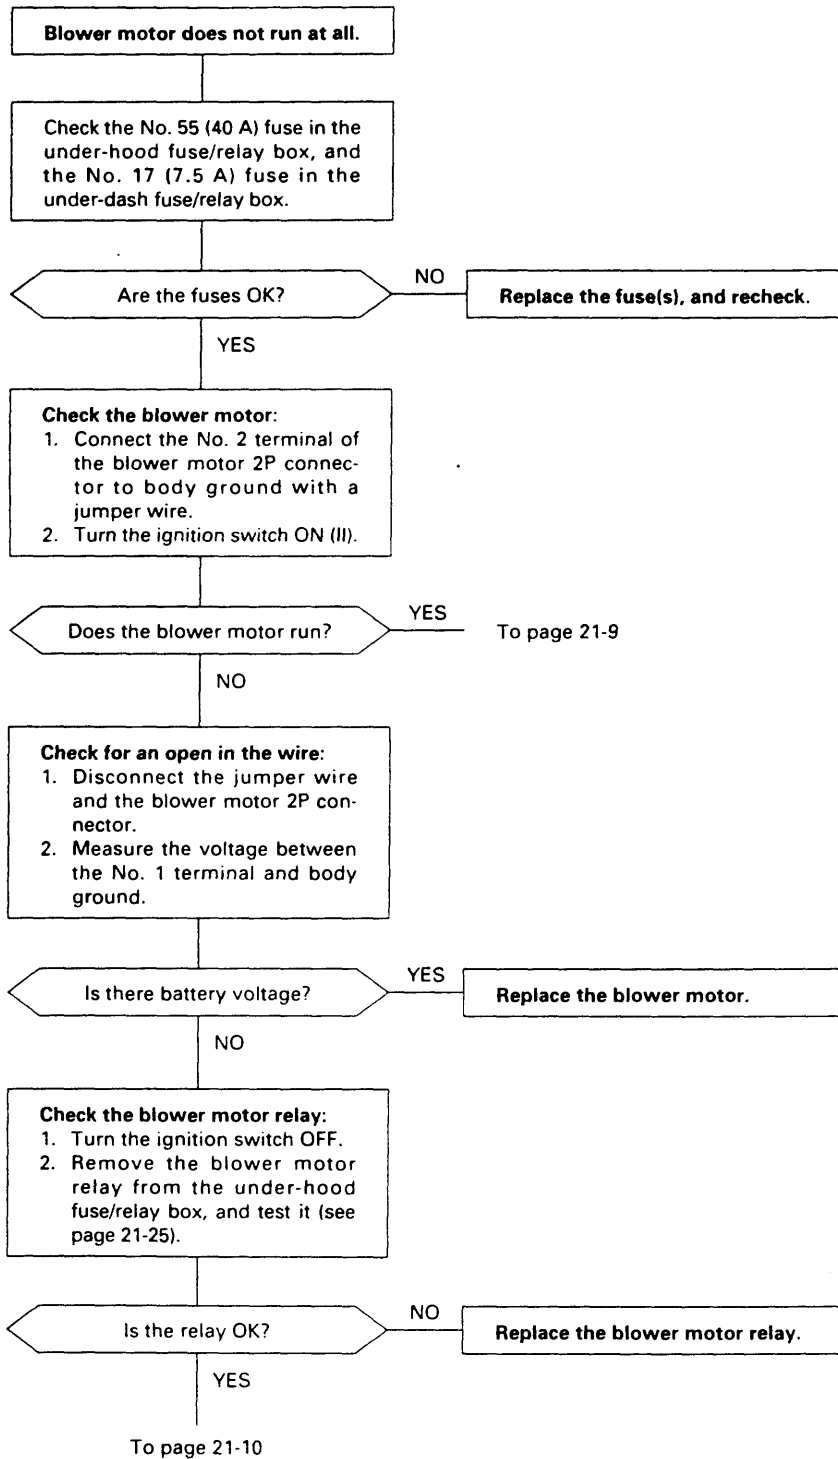 Blower motor does not run at all.
Check the No. 55 (40 A) fuse in the
under-hood fuse/relay box, and
the No. 17 (7.5 A) fuse in the
under-dash fuse/relay box.
Are the fuses OK?
NO
Replace the fuse(s), and recheck.
YES
Check the blower motor:
1. Connect the No. 2 terminal of
the blower motor 2P connec-
tor to body ground with a
jumper wire.
2. Turn the ignition switch ON (II).
Does the blower motor run?
YES
To page 21-9
NO
Check for an open in the wire:
1. Disconnect the jumper wire
and the blower motor 2P con-
nector.
2. Measure the voltage between
the No. 1 terminal and body
ground.
Is there battery voltage?
YES
Replace the blower motor.
NO
Check the blower motor relay:
1. Turn the ignition switch OFF.
2. Remove the blower motor
relay from the under-hood
fuse/relay box, and test it (see
page 21-25).
Is the relay OK?
NO
Replace the blower motor relay.
YES
To page 21-10